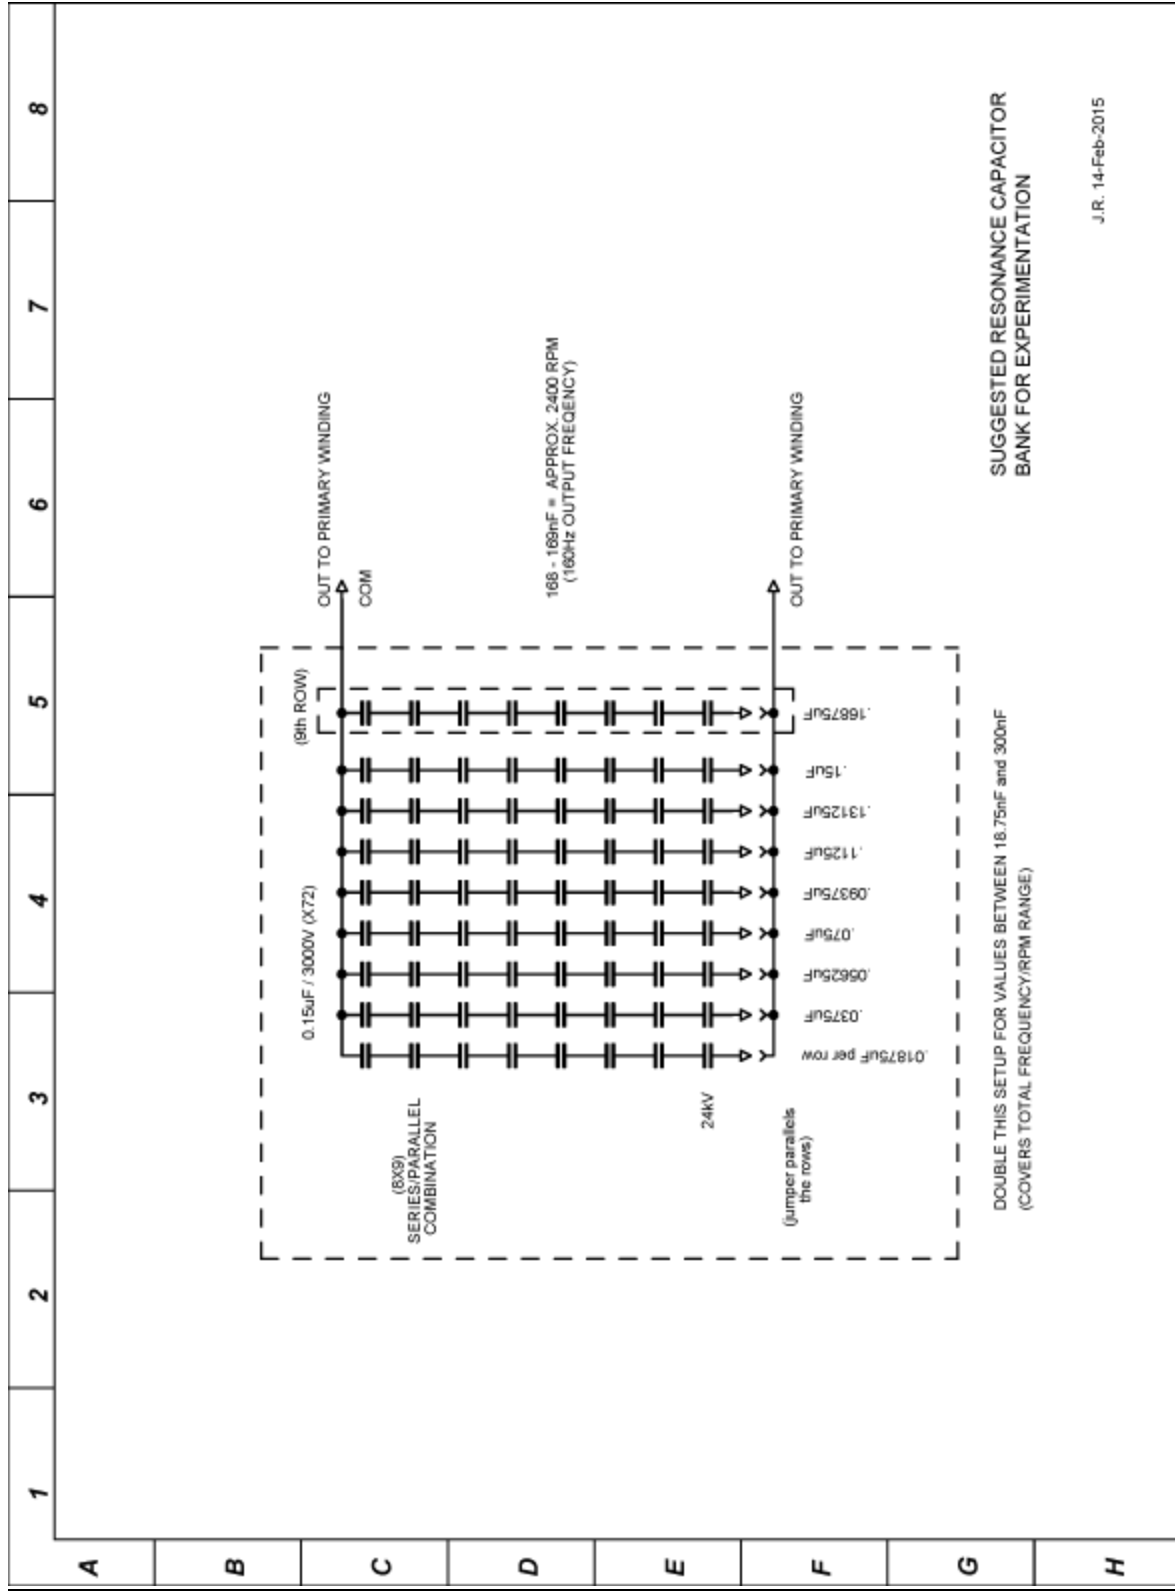 1 2 3 4 5 6 7 8
A
B
C
D
E
F
G
H
(9th ROW)
0.15uF / 3000V (X72)
OUT TO PRIMARY WINDING
COM
(8X9)
SERIES/PARALLEL
COMBINATION
168 - 169nF = APPROX. 2400 RPM
(160Hz OUTPUT FREQENCY)
24kV
(jumper parallels
the rows)
OUT TO PRIMARY WINDING
.01875uF per row
.0375uF
.05625uF
.075uF
.09375uF
.1125uF
.13125uF
.15uF
.16875uF
DOUBLE THIS SETUP FOR VALUES BETWEEN 18.75nF and 300nF
(COVERS TOTAL FREQUENCY/RPM RANGE)
SUGGESTED RESONANCE CAPACITOR
BANK FOR EXPERIMENTATION
J.R. 14-Feb-2015